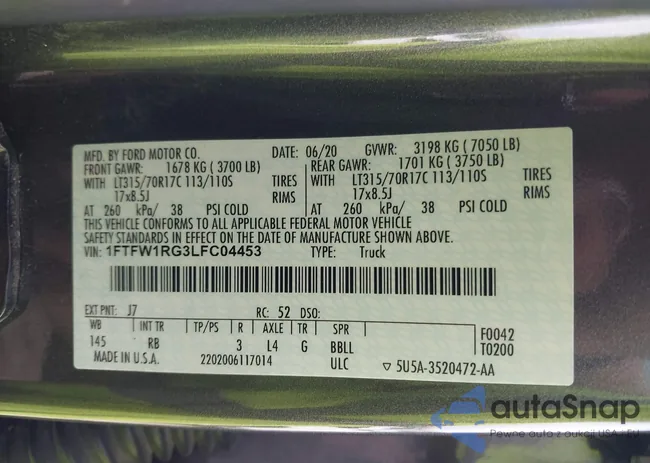 MFD. BY FORD MOTOR CO. DATE: 06/20 GVWR: 3198 KG ( 7050 LB)
FRONT GAWR: 1678 KG ( 3700 LB) REAR GAWR: 1701 KG ( 3750 LB)
WITH LT315/70R17C 113/110S TIRES WITH LT315/70R17C 113/110S TIRES
17x8.5J RIMS 17x8.5J RIMS
AT 260 kPa/ 38 PSI COLD AT 260 kPa/ 38 PSI COLD
THIS VEHICLE CONFORMS TO ALL APPLICABLE FEDERAL MOTOR VEHICLE
SAFETY STANDARDS IN EFFECT ON THE DATE OF MANUFACTURE SHOWN ABOVE.
VIN: 1FTFW1RG3LFC04453 TYPE: Truck
EXT PNT: J7 RC: 52 DSO:
WB INT TR TP/PS R AXLE TR SPR F0042
145 RB 3 L4 G BBLL T0200
MADE IN U.S.A. 2202006117014 ULC ▽ 5U5A-3520472-AA
autaSnap
Pewne auta z aukcji USA i EU